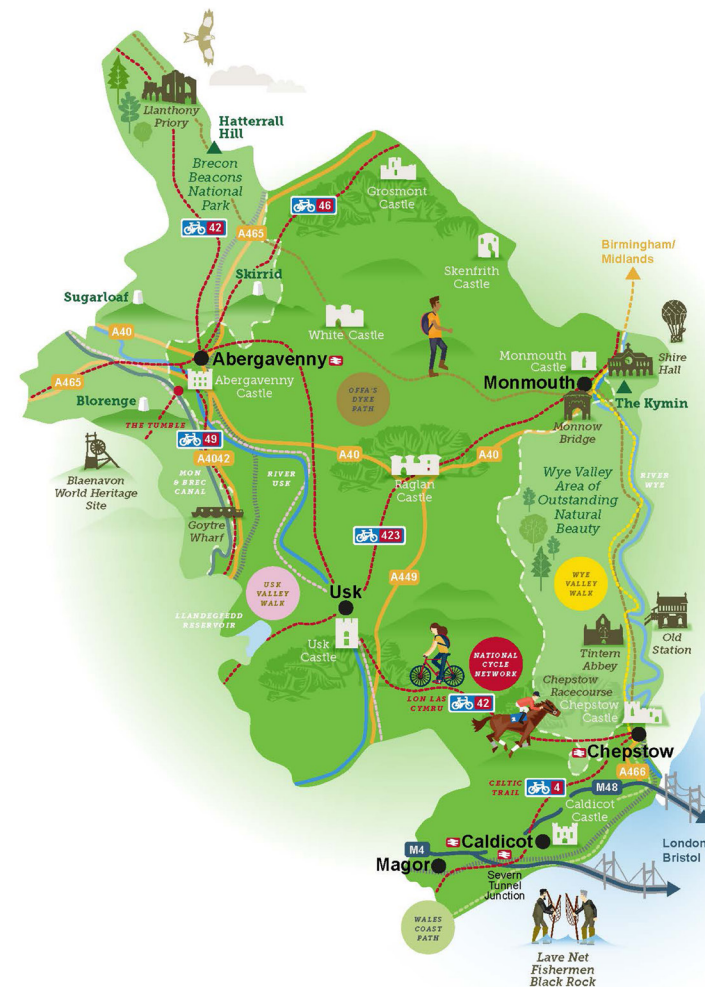 Llanthony
Priory
Hatterrall
Hill
Brecon
Beacons
National
Park
42
46
A465
Grosmont
Castle
Skenfrith
Castle
Birmingham/
Midlands
Skirrid
Sugarloaf
White Castle
A40
Abergavenny
Abergavenny
Castle
A465
Blorenge
THE TUMBLE
OFFA'S
DYKE
PATH
Monmouth
Castle
Monmouth
Monnow
Bridge
Shire
Hall
The Kymin
49
A4042
Blaenavon
World Heritage
Site
MON
& BREC
CANAL
RIVER
USK
A40
A40
Raglan
Castle
Goytre
Wharf
Wye Valley
Area of
Outstanding
Natural
Beauty
RIVER
WYE
423
A449
USK
VALLEY
WALK
Usk
Usk
Castle
LLANDEGFEDD
RESERVOIR
WYE
VALLEY
WALK
Tintern
Abbey
Old
Station
NATIONAL
CYCLE
NETWORK
LON LAS
CYMRU
42
Chepstow
Racecourse
Chepstow
Castle
Chepstow
A466
M48
CELTIC
TRAIL
4
Caldicot
Castle
Caldicot
M4
Magor
Severn
Tunnel
Junction
London
Bristol
WALES
COAST
PATH
Lave Net
Fishermen
Black Rock